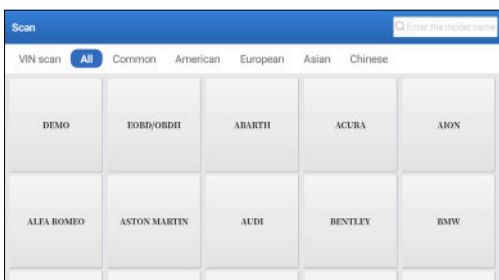 Scan
Enter the model name
VIN scan All Common American European Asian Chinese
DEMO EOBD/OBDII ABARTH ACURA AION
ALFA ROMEO ASTON MARTIN AUDI BENTLEY BMW